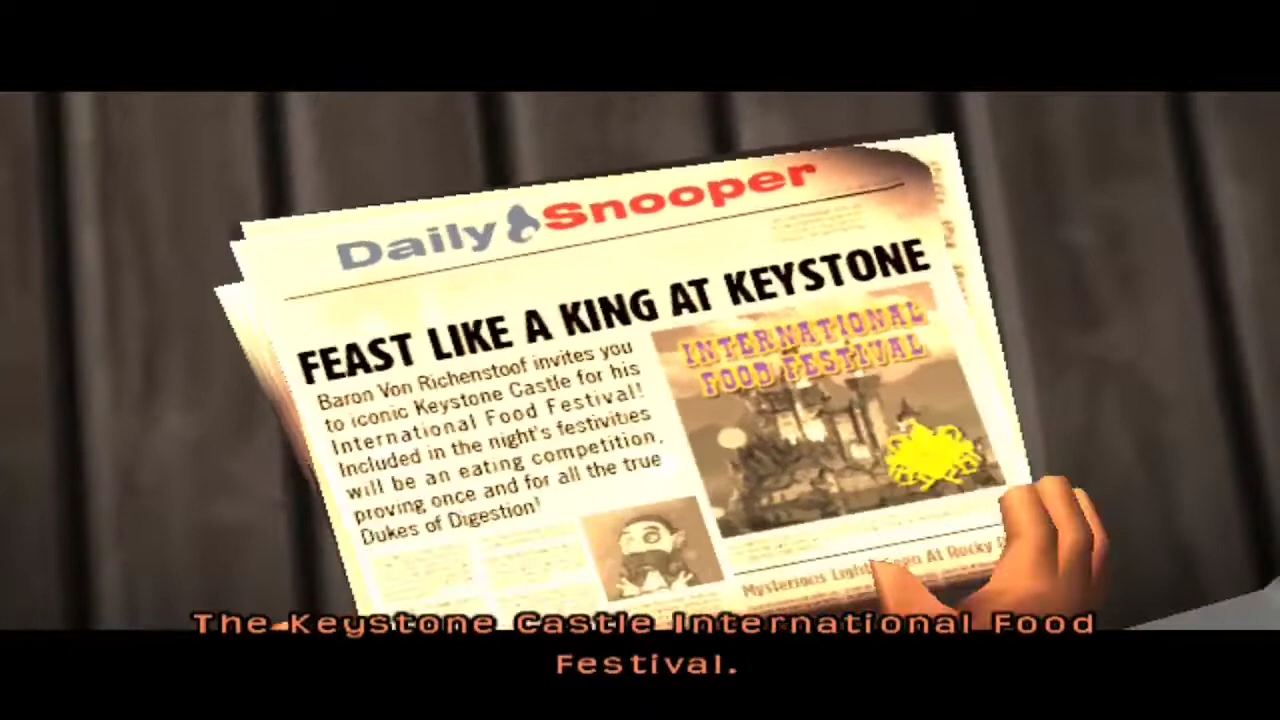 Daily Snooper
FEAST LIKE A KING AT KEYSTONE
Baron Von Richenstoof invites you
to iconic Keystone Castle for his
International Food Festival!
Included in the night's festivities
will be an eating competition,
proving once and for all the true
Dukes of Digestion!
INTERNATIONAL
FOOD FESTIVAL
Mysterious Lights Seen At Rocky
The Keystone Castle International Food
Festival.